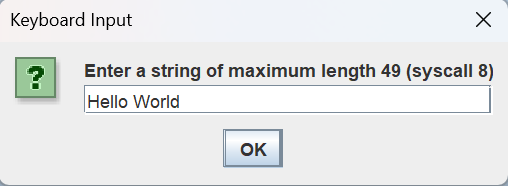 Keyboard Input
?
Enter a string of maximum length 49 (syscall 8)
Hello World
OK